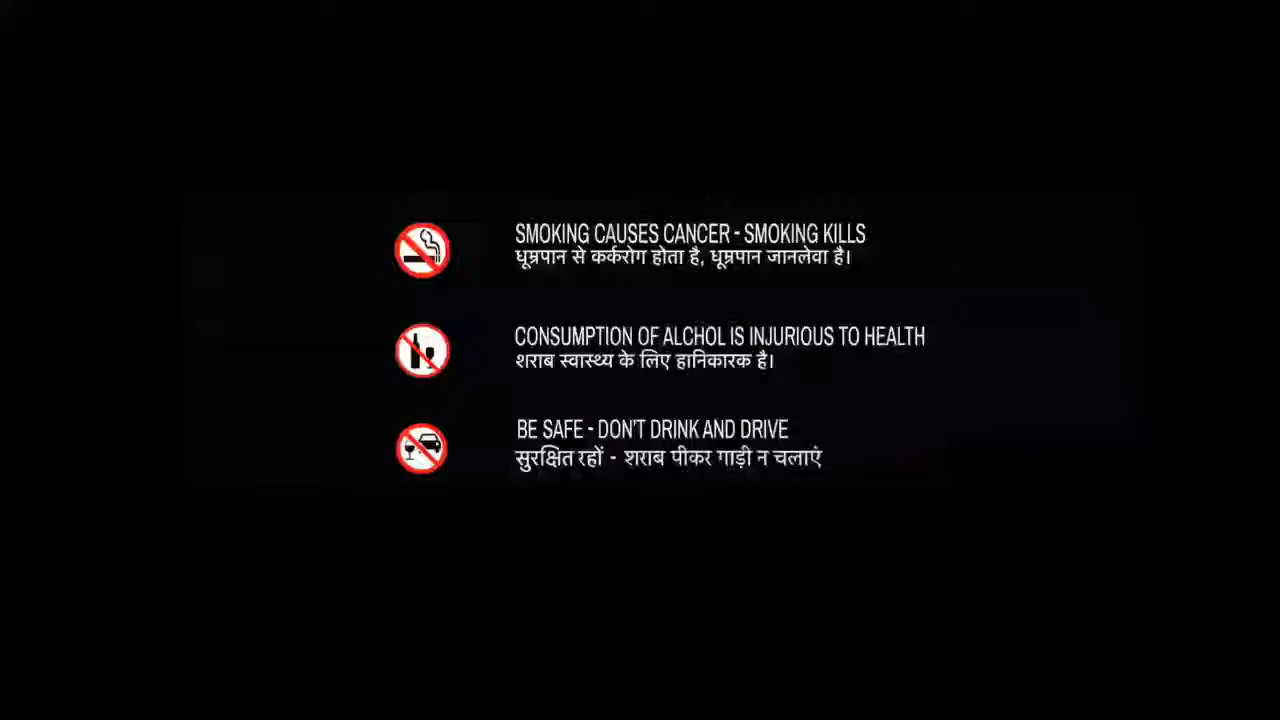 SMOKING CAUSES CANCER - SMOKING KILLS
धूम्रपान से कर्करोग होता है, धूम्रपान जानलेवा है।
CONSUMPTION OF ALCHOL IS INJURIOUS TO HEALTH
शराब स्वास्थ्य के लिए हानिकारक है।
BE SAFE - DON'T DRINK AND DRIVE
सुरक्षित रहों - शराब पीकर गाड़ी न चलाएं